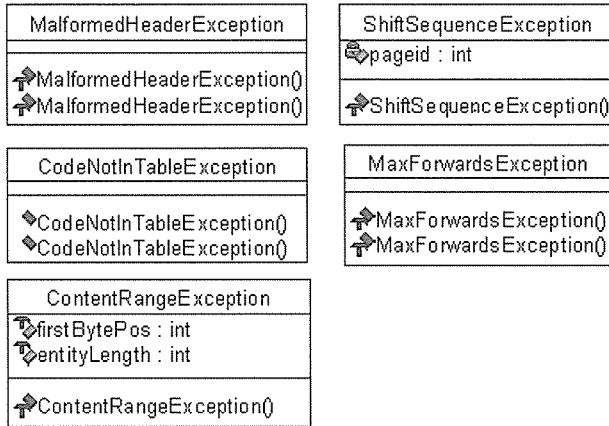 MalformedHeaderException
MalformedHeaderException()
MalformedHeaderException()
ShiftSequenceException
pageid : int
ShiftSequenceException()
CodeNotInTableException
CodeNotInTableException()
CodeNotInTableException()
MaxForwardsException
MaxForwardsException()
MaxForwardsException()
ContentRangeException
firstBytePos : int
entityLength : int
ContentRangeException()